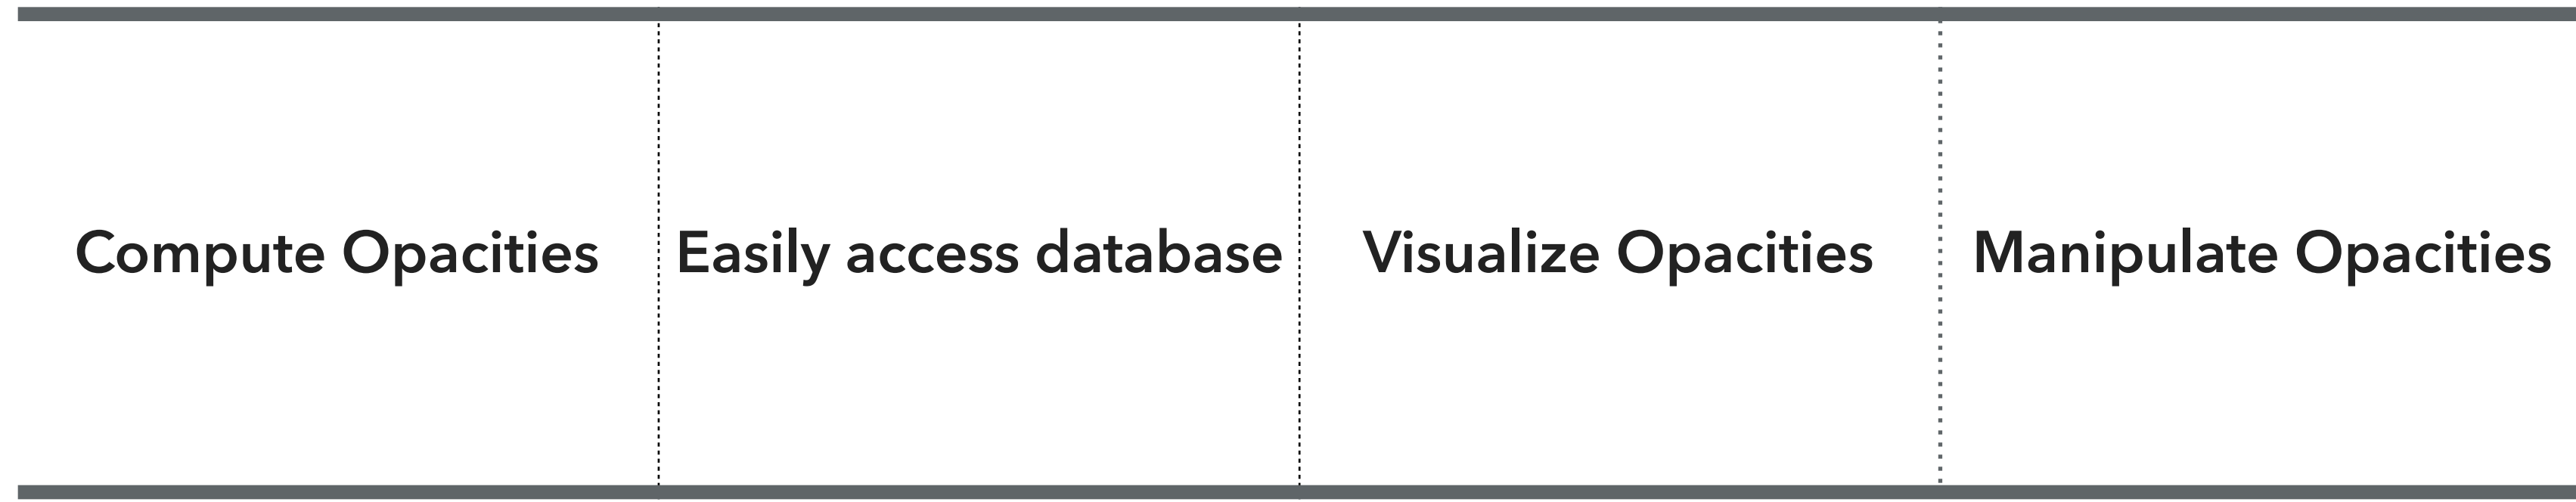 Compute Opacities
Easily access database
Visualize Opacities
Manipulate Opacities